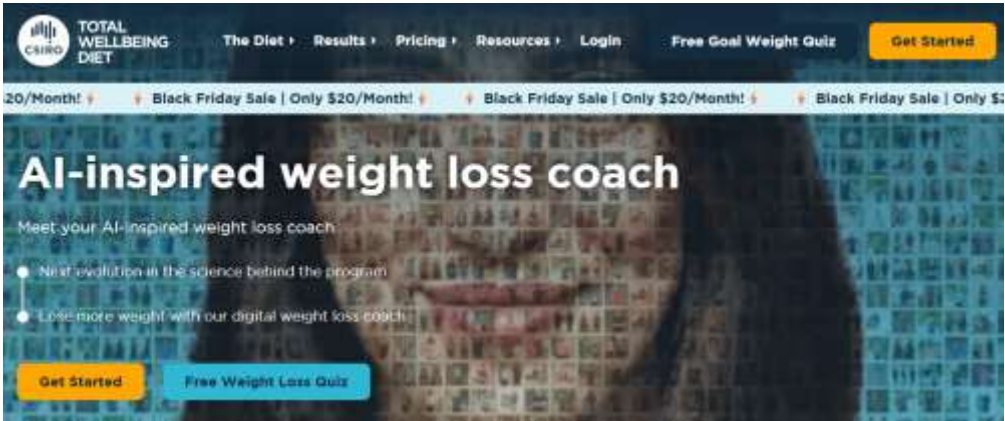 CSIRO
TOTAL
WELLBEING
DIET
The Diet
Results
Pricing
Resources
Login
Free Goal Weight Quiz
Get Started
$20/Month! Black Friday Sale | Only $20/Month! Black Friday Sale | Only $20/Month! Black Friday Sale | Only
AI-inspired weight loss coach
Meet your AI-inspired weight loss coach
Next evolution in the science behind the program
Lose more weight with our digital weight loss coach
Get Started
Free Weight Loss Quiz